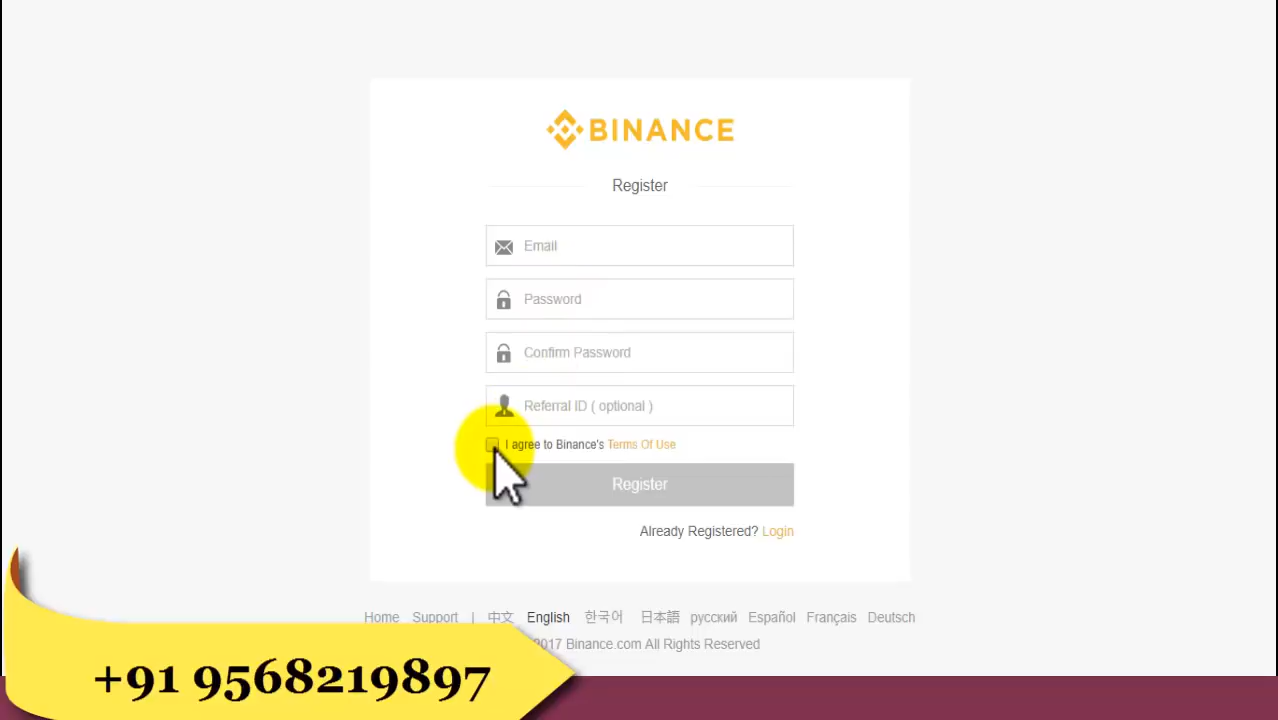 BINANCE
Register
Email
Password
Confirm Password
Referral ID ( optional )
I agree to Binance's Terms Of Use
Register
Already Registered? Login
Home Support | 中文 English 한국어 日本語 русский Español Français Deutsch
2017 Binance.com All Rights Reserved
+91 9568219897